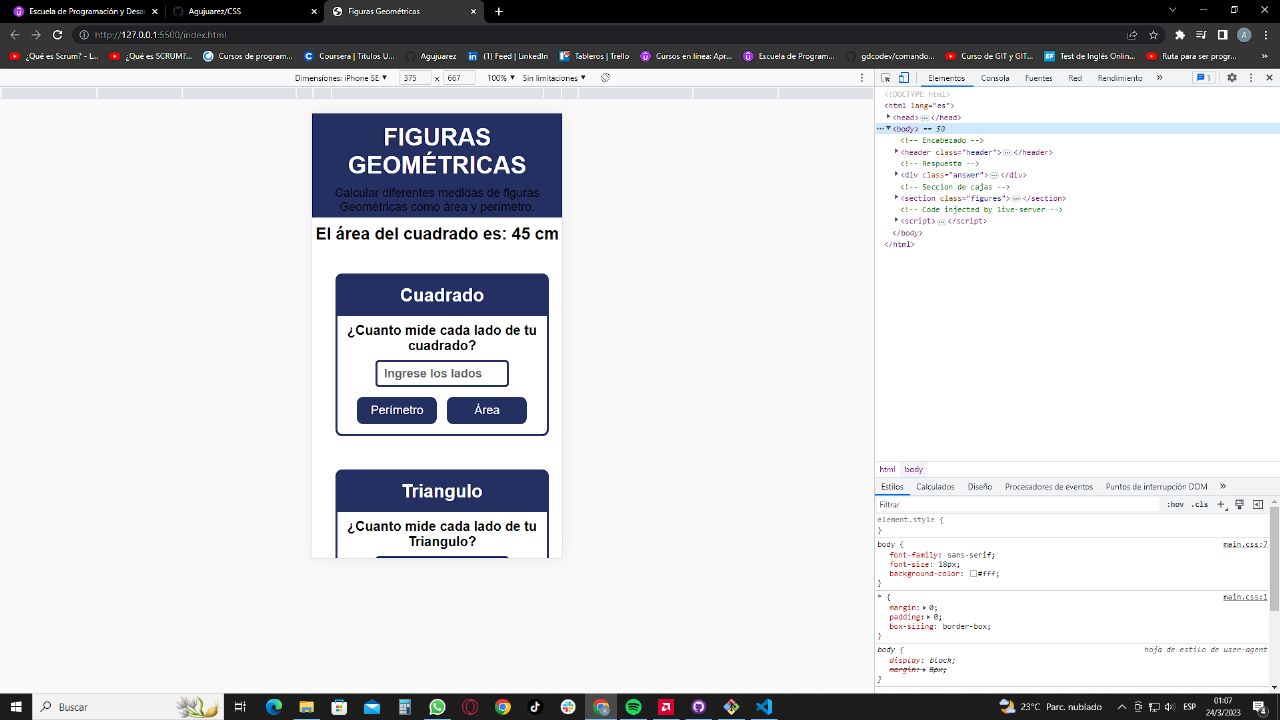 Escuela de Programación y Desar
Agujuarez/CSS
Figuras Geométricas
http://127.0.0.1:5500/index.html
A
¿Qué es Scrum? - L...
¿Qué es SCRUM?...
Cursos de program...
Coursera | Titulos U...
Agujuarez
(1) Feed | LinkedIn
Tableros | Trello
Cursos en línea: Apr...
Escuela de Program...
gdcodev/comando...
Curso de GIT y GIT...
Test de Inglés Onlin...
Ruta para ser progr...
Dimensiones: iPhone SE 375 x 667 100% Sin limitaciones
FIGURAS
GEOMÉTRICAS
Calcular diferentes medidas de figuras
Geométricas como área y perímetro.
El área del cuadrado es: 45 cm
Cuadrado
¿Cuanto mide cada lado de tu
cuadrado?
Ingrese los lados
Perímetro Área
Triangulo
¿Cuanto mide cada lado de tu
Triangulo?
Elementos Consola Fuentes Red Rendimiento » 1
<!DOCTYPE html>
<html lang="es">
<head>…</head>
<body> == $0
<!-- Encabezado -->
<header class="header">…</header>
<!-- Respuesta -->
<div class="answer">…</div>
<!-- Seccion de cajas -->
<section class="figures">…</section>
<!-- Code injected by live-server -->
<script>…</script>
</body>
</html>
html body
Estilos Calculados Diseño Procesadores de eventos Puntos de interrupción DOM »
Filtrar :hov .cls
element.style {
}
body { main.css:7
font-family: sans-serif;
font-size: 18px;
background-color: #fff;
}
* { main.css:1
margin: 0;
padding: 0;
box-sizing: border-box;
}
body { hoja de estilo de user-agent
display: block;
margin: 8px;
}
Buscar
23°C Parc. nublado ESP 01:07
24/3/2023